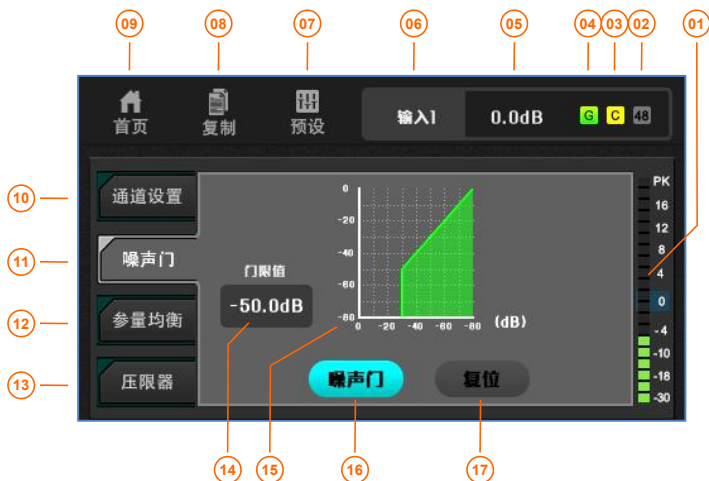 09 08 07 06 05 04 03 02 01
首页 复制 预设 输入1 0.0dB G C 48
10 通道设置
11 噪声门
12 参量均衡
13 压限器
门限值
-50.0dB
0
-20
-40
-60
-80
0 -20 -40 -60 -80 (dB)
噪声门 复位
PK
16
12
8
4
0
-4
-10
-18
-30
14 15 16 17